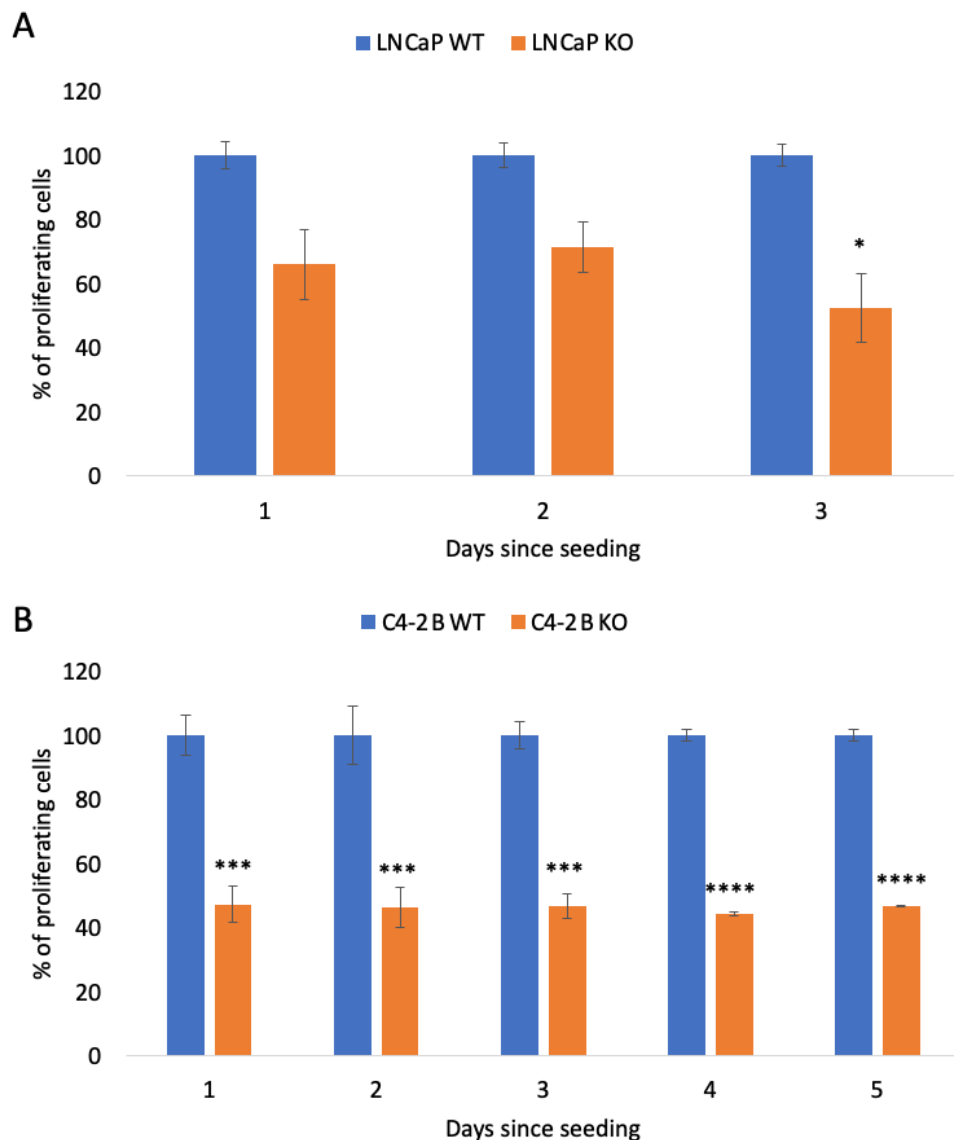 A
LNCaP WT LNCaP KO
120
100
80
60
40
20
0
% of proliferating cells
*
1 2 3
Days since seeding
B
C4-2B WT C4-2B KO
120
100
80
60
40
20
0
% of proliferating cells
*** *** *** **** ****
1 2 3 4 5
Days since seeding